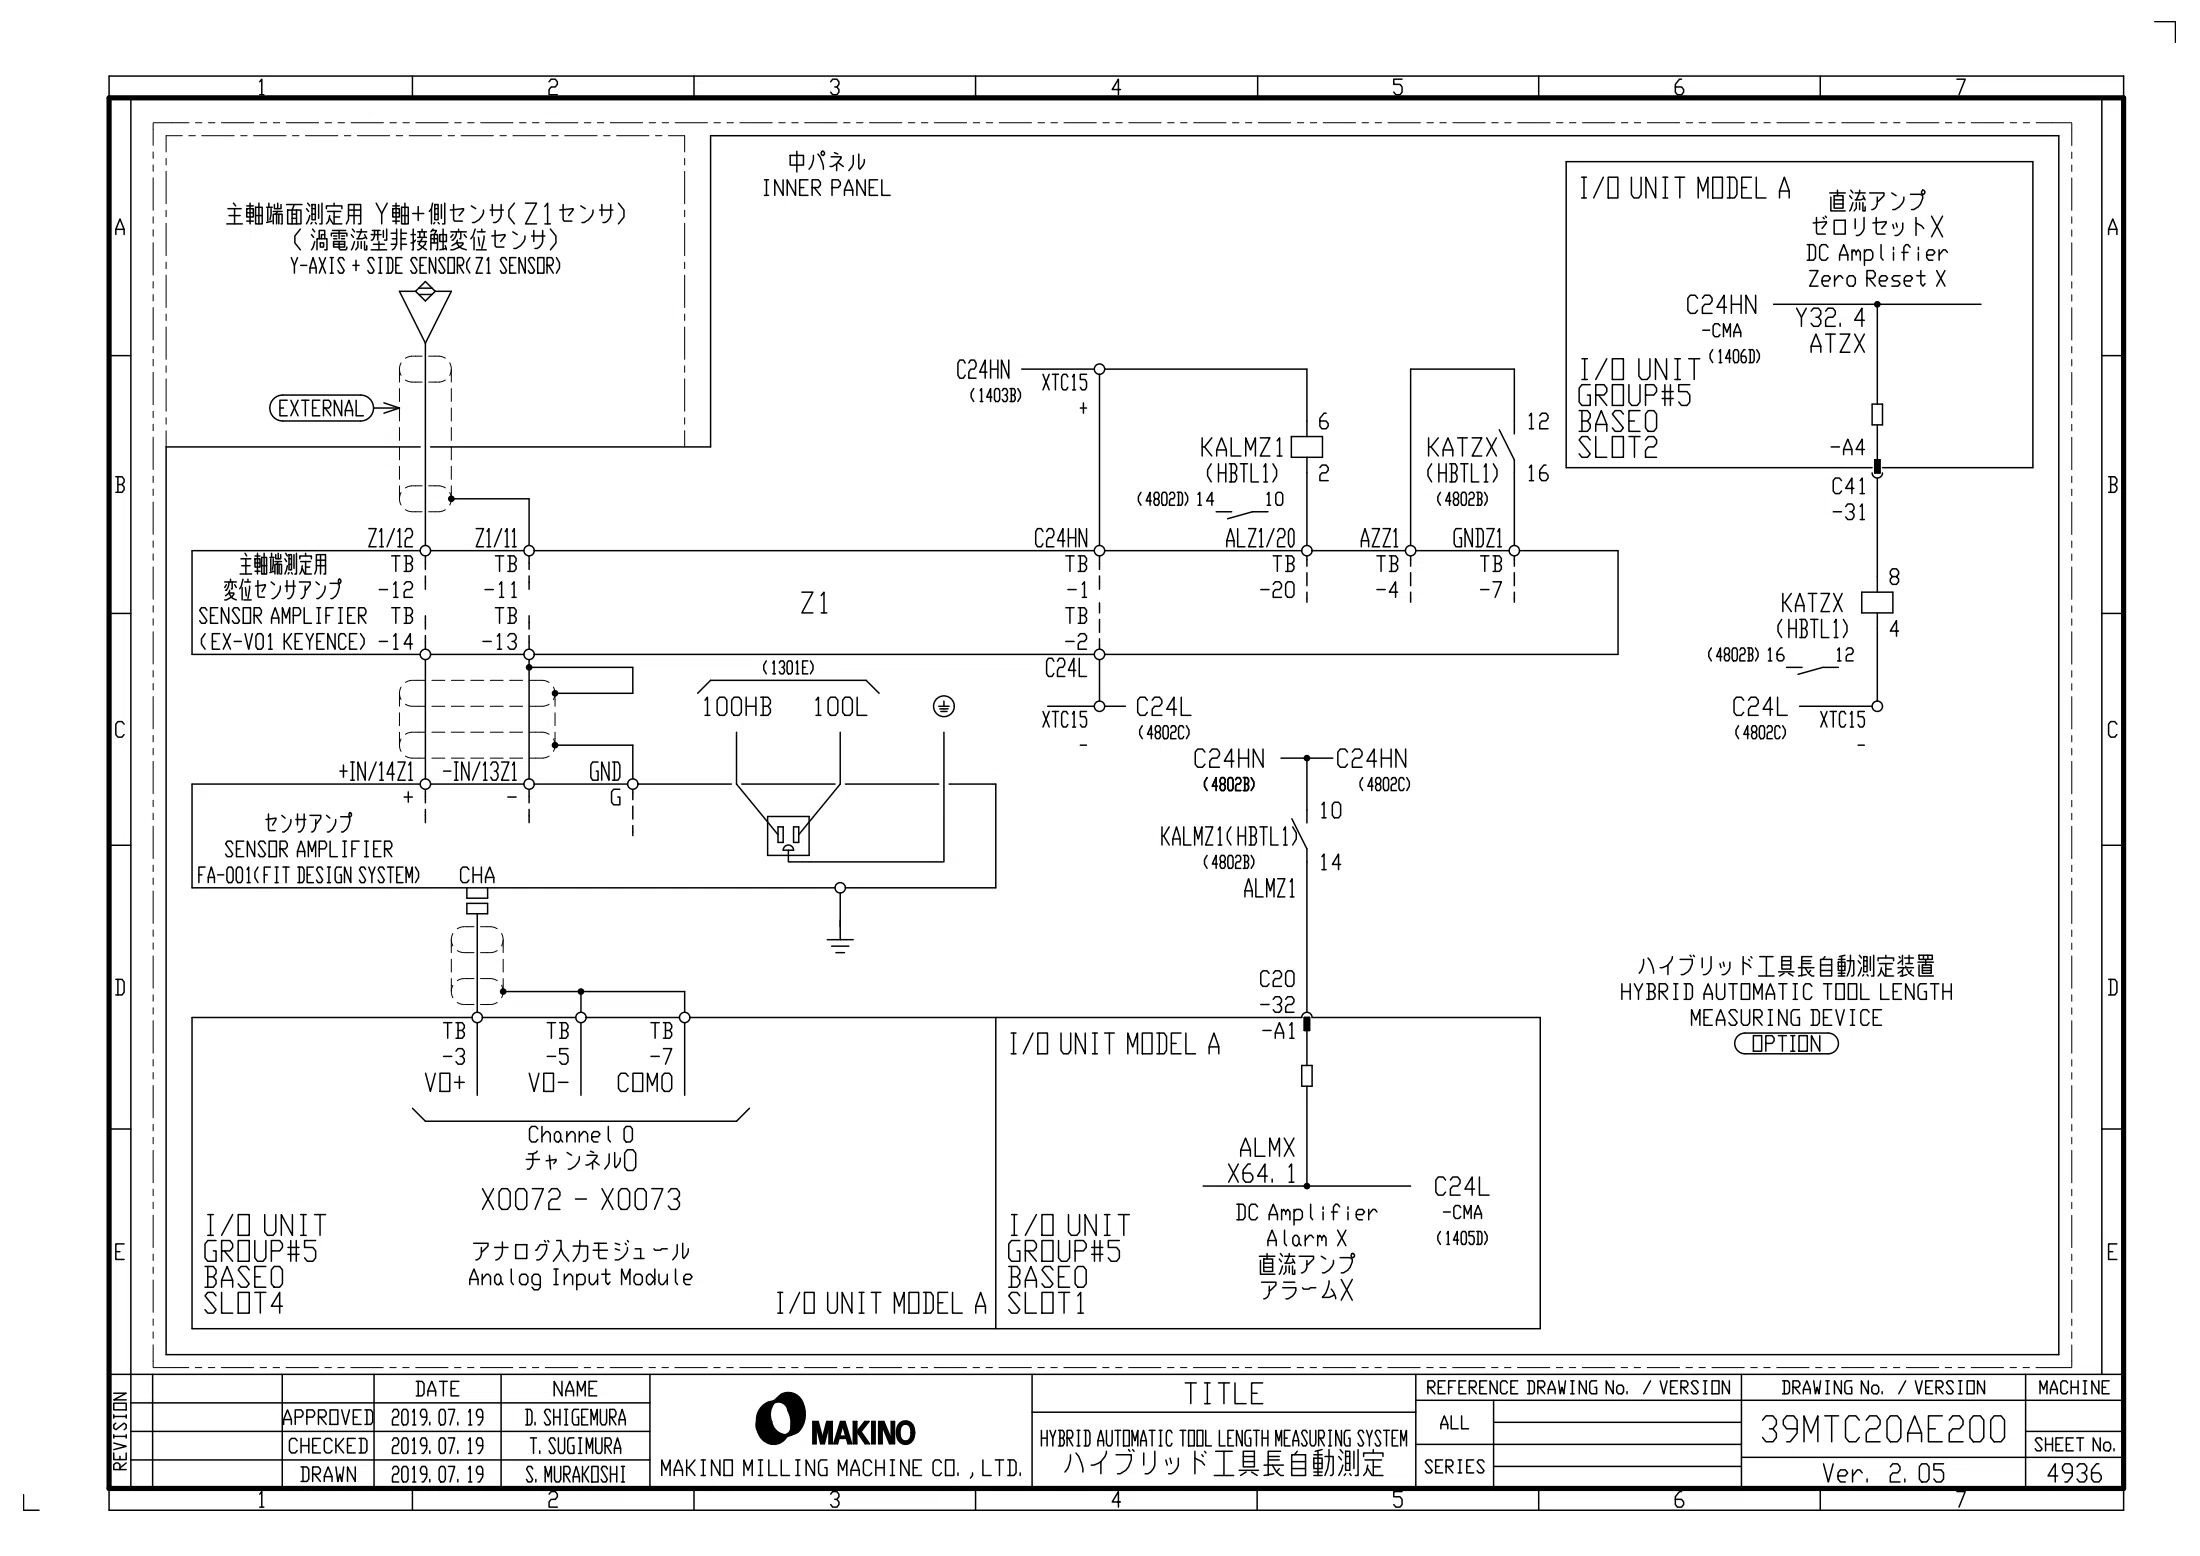 1 2 3 4 5 6 7
A
B
C
D
E
中パネル
INNER PANEL
主軸端面測定用 Y軸+側センサ(Z1センサ)
(渦電流型非接触変位センサ)
Y-AXIS + SIDE SENSOR(Z1 SENSOR)
EXTERNAL
I/O UNIT MODEL A
直流アンプ
ゼロリセットX
DC Amplifier
Zero Reset X
C24HN
-CMA
(1406D)
Y32. 4
ATZX
I/O UNIT
GROUP#5
BASE0
SLOT2
-A4
C41
-31
8
KATZX
(HBTL1)
4
(4802B) 16 12
C24L
(4802C)
XTC15
-
C24HN
(1403B)
XTC15
+
6
KALMZ1
(HBTL1)
2
(4802D) 14 10
12
KATZX
(HBTL1)
16
(4802B)
Z1/12 Z1/11 C24HN ALZ1/20 AZZ1 GNDZ1
TB TB TB TB TB TB
-12 -11 -1 -20 -4 -7
主軸端測定用
変位センサアンプ
SENSOR AMPLIFIER
(EX-V01 KEYENCE)
TB TB TB
-14 -13 -2
Z1
C24L
XTC15
-
C24L
(4802C)
(1301E)
100HB 100L
+IN/14Z1 -IN/13Z1 GND
+ - G
センサアンプ
SENSOR AMPLIFIER
FA-001(FIT DESIGN SYSTEM)
CHA
C24HN
(4802B)
C24HN
(4802C)
10
KALMZ1(HBTL1)
(4802B)
14
ALMZ1
C20
-32
-A1
TB TB TB
-3 -5 -7
V0+ V0- COM0
Channel 0
チャンネル0
X0072 - X0073
アナログ入力モジュール
Analog Input Module
I/O UNIT
GROUP#5
BASE0
SLOT4
I/O UNIT MODEL A
I/O UNIT MODEL A
ALMX
X64. 1
C24L
-CMA
(1405D)
DC Amplifier
Alarm X
直流アンプ
アラームX
I/O UNIT
GROUP#5
BASE0
SLOT1
ハイブリッド工具長自動測定装置
HYBRID AUTOMATIC TOOL LENGTH
MEASURING DEVICE
OPTION
A
B
C
D
E
REVISION
DATE NAME
APPROVED 2019. 07. 19 D. SHIGEMURA
CHECKED 2019. 07. 19 T. SUGIMURA
DRAWN 2019. 07. 19 S. MURAKOSHI
MAKINO
MAKINO MILLING MACHINE CO. , LTD.
TITLE
HYBRID AUTOMATIC TOOL LENGTH MEASURING SYSTEM
ハイブリッド工具長自動測定
REFERENCE DRAWING No. / VERSION
ALL
SERIES
DRAWING No. / VERSION
39MTC20AE200
Ver. 2. 05
MACHINE
SHEET No.
4936
1 2 3 4 5 6 7